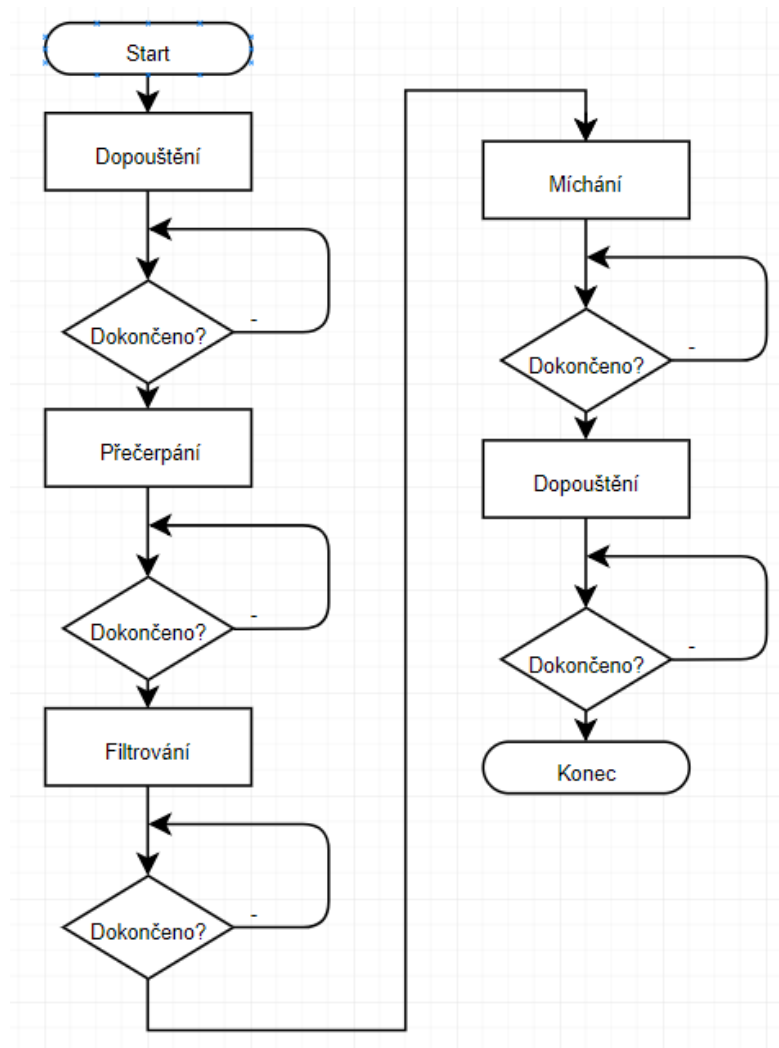 Start
Dopouštění
Dokončeno?
-
Přečerpání
Dokončeno?
-
Filtrování
Dokončeno?
-
Míchání
Dokončeno?
-
Dopouštění
Dokončeno?
-
Konec